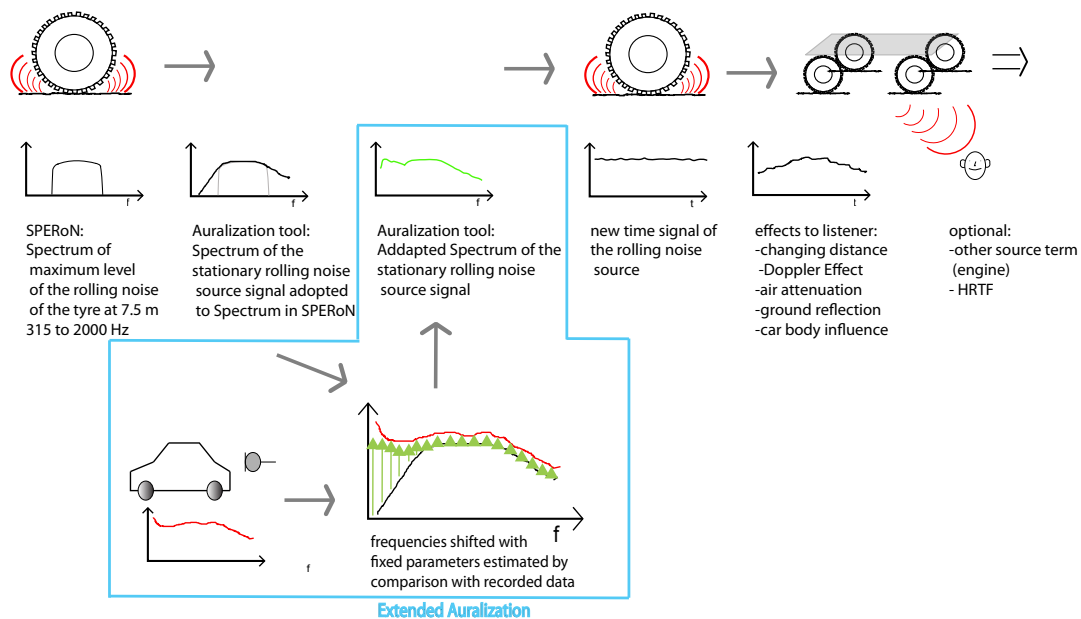 f
SPERoN:
Spectrum of
maximum level
of the rolling noise
of the tyre at 7.5 m
315 to 2000 Hz
f
Auralization tool:
Spectrum of the
stationary rolling noise
source signal adopted
to Spectrum in SPERoN
f
Auralization tool:
Addapted Spectrum of the
stationary rolling noise
source signal
t
new time signal of
the rolling noise
source
t
effects to listener:
-changing distance
-Doppler Effect
-air attenuation
-ground reflection
-car body influence
optional:
-other source term
(engine)
- HRTF
f
f
frequencies shifted with
fixed parameters estimated by
comparison with recorded data
Extended Auralization